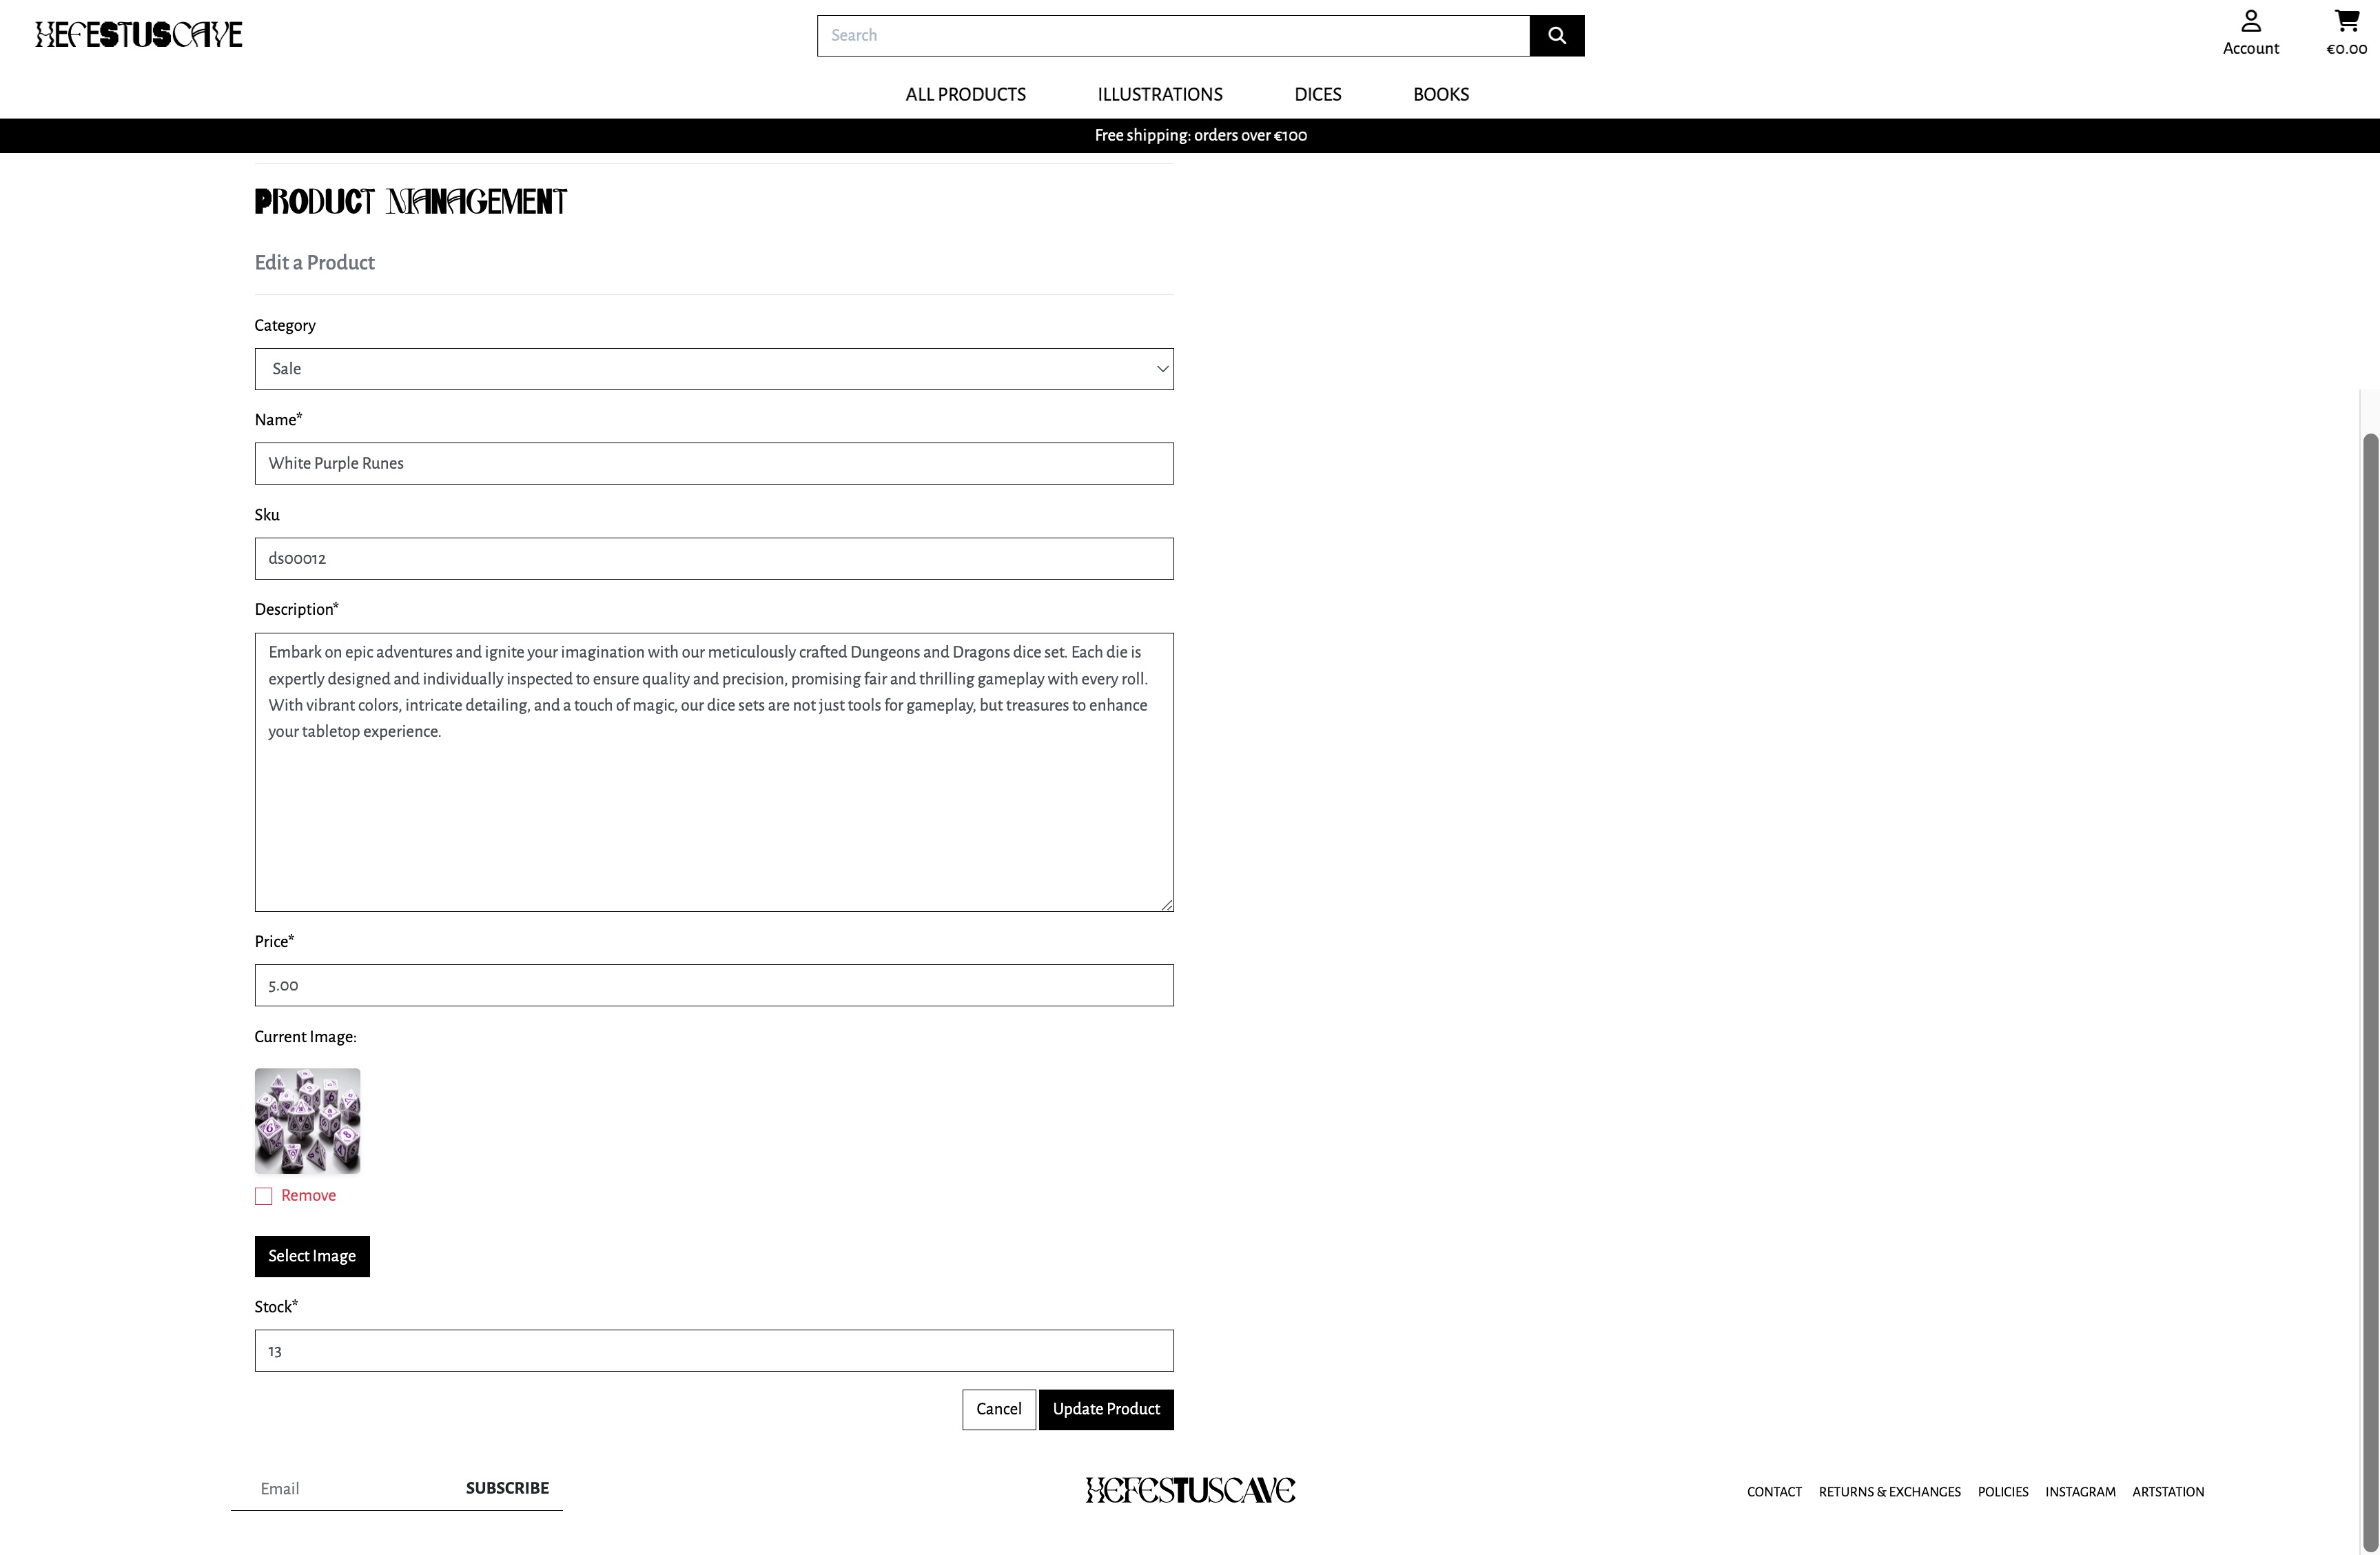 HEFESTUSCAVE
Search
Account
€0.00
ALL PRODUCTS
ILLUSTRATIONS
DICES
BOOKS
Free shipping: orders over €100
PRODUCT MANAGEMENT
Edit a Product
Category
Sale
Name*
White Purple Runes
Sku
ds00012
Description*
Embark on epic adventures and ignite your imagination with our meticulously crafted Dungeons and Dragons dice set. Each die is
expertly designed and individually inspected to ensure quality and precision, promising fair and thrilling gameplay with every roll.
With vibrant colors, intricate detailing, and a touch of magic, our dice sets are not just tools for gameplay, but treasures to enhance
your tabletop experience.
Price*
5.00
Current Image:
Remove
Select Image
Stock*
13
Cancel
Update Product
Email
SUBSCRIBE
HEFESTUSCAVE
CONTACT
RETURNS & EXCHANGES
POLICIES
INSTAGRAM
ARTSTATION